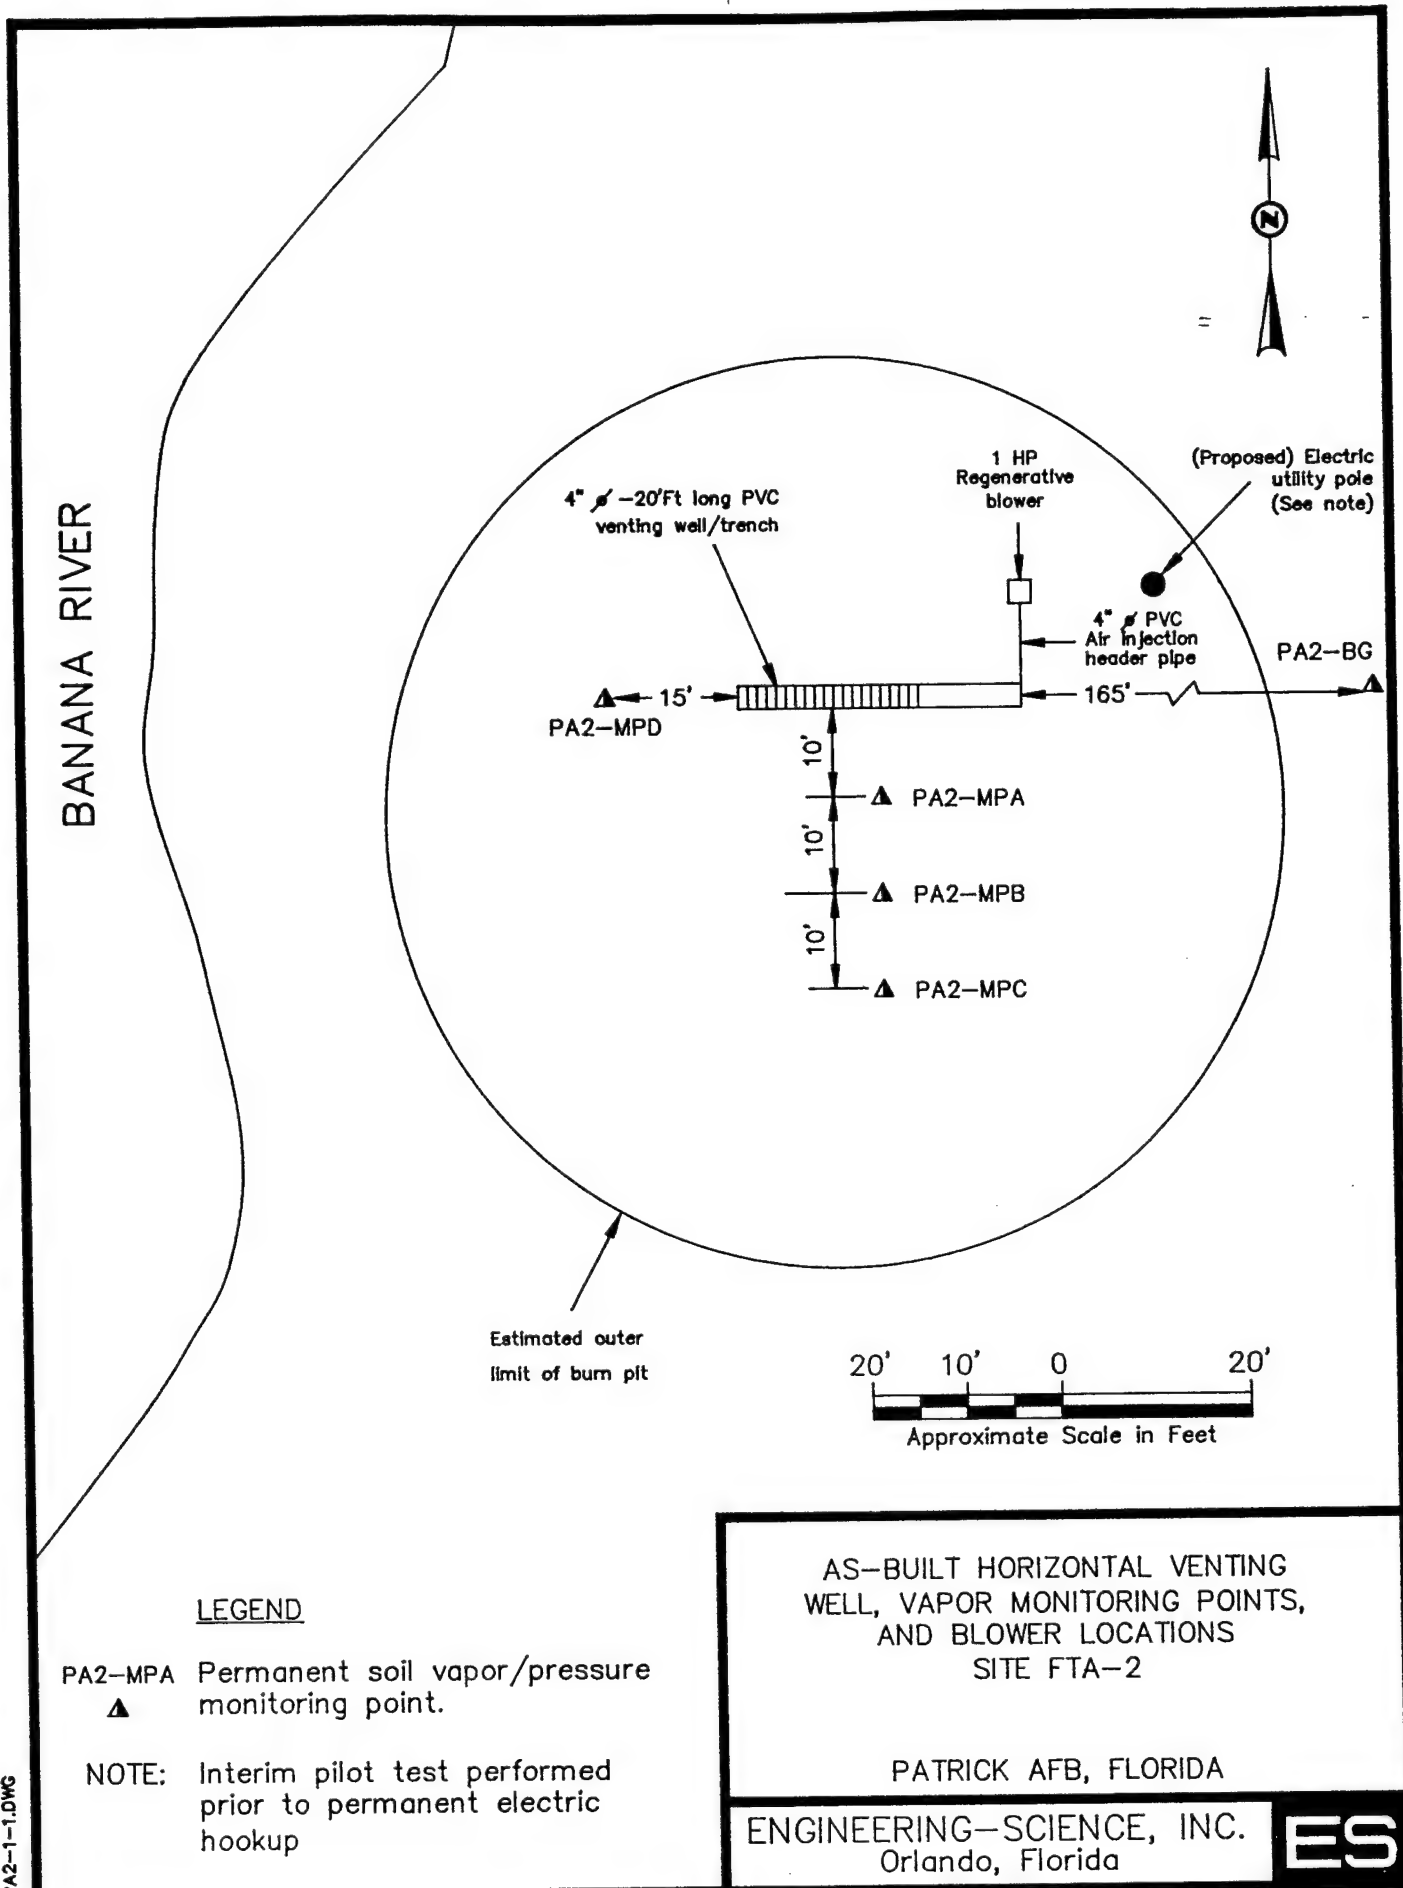 N
1 HP
Regenerative
blower
(Proposed) Electric
utility pole
(See note)
4" ø -20'Ft long PVC
venting well/trench
BANANA RIVER
4" ø PVC
Air injection
header pipe
PA2-BG
15'
165'
PA2-MPD
10'
PA2-MPA
10'
PA2-MPB
10'
PA2-MPC
Estimated outer
limit of burn pit
20' 10' 0 20'
Approximate Scale in Feet
LEGEND
PA2-MPA Permanent soil vapor/pressure
monitoring point.
NOTE: Interim pilot test performed
prior to permanent electric
hookup
AS-BUILT HORIZONTAL VENTING
WELL, VAPOR MONITORING POINTS,
AND BLOWER LOCATIONS
SITE FTA-2
PATRICK AFB, FLORIDA
ENGINEERING-SCIENCE, INC.
Orlando, Florida
ES
A2-1-1.DWG